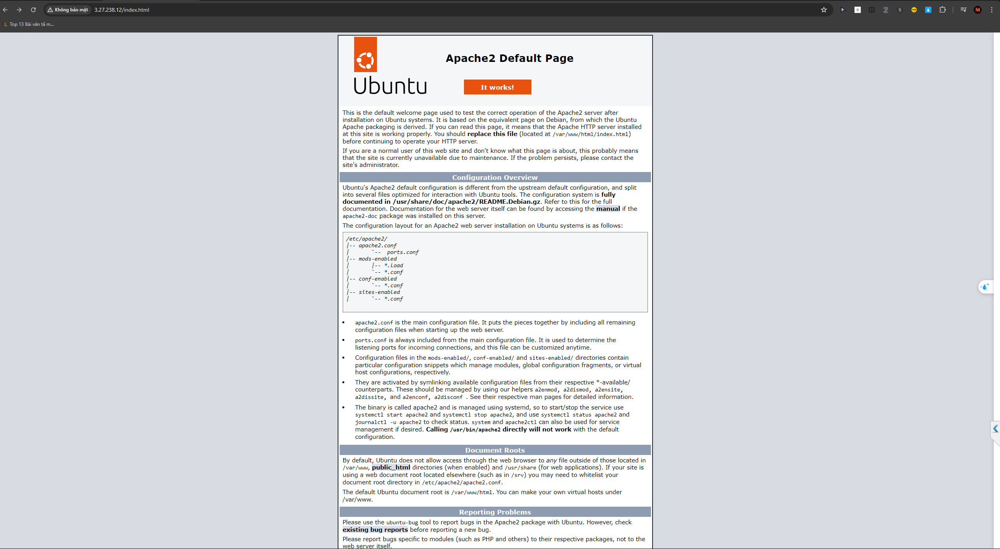 Không bảo mật 3.27.238.12/index.html
L Top 13 Bài văn tả m...
Apache2 Default Page
Ubuntu
It works!
This is the default welcome page used to test the correct operation of the Apache2 server after
installation on Ubuntu systems. It is based on the equivalent page on Debian, from which the Ubuntu
Apache packaging is derived. If you can read this page, it means that the Apache HTTP server installed
at this site is working properly. You should replace this file (located at /var/www/html/index.html)
before continuing to operate your HTTP server.
If you are a normal user of this web site and don't know what this page is about, this probably means
that the site is currently unavailable due to maintenance. If the problem persists, please contact the
site's administrator.
Configuration Overview
Ubuntu's Apache2 default configuration is different from the upstream default configuration, and split
into several files optimized for interaction with Ubuntu tools. The configuration system is fully
documented in /usr/share/doc/apache2/README.Debian.gz. Refer to this for the full
documentation. Documentation for the web server itself can be found by accessing the manual if the
apache2-doc package was installed on this server.
The configuration layout for an Apache2 web server installation on Ubuntu systems is as follows:
/etc/apache2/
|-- apache2.conf
|       `--  ports.conf
|-- mods-enabled
|       |-- *.load
|       `-- *.conf
|-- conf-enabled
|       `-- *.conf
|-- sites-enabled
|       `-- *.conf
• apache2.conf is the main configuration file. It puts the pieces together by including all remaining
configuration files when starting up the web server.
• ports.conf is always included from the main configuration file. It is used to determine the
listening ports for incoming connections, and this file can be customized anytime.
• Configuration files in the mods-enabled/, conf-enabled/ and sites-enabled/ directories contain
particular configuration snippets which manage modules, global configuration fragments, or virtual
host configurations, respectively.
• They are activated by symlinking available configuration files from their respective *-available/
counterparts. These should be managed by using our helpers a2enmod, a2dismod, a2ensite,
a2dissite, and a2enconf, a2disconf . See their respective man pages for detailed information.
• The binary is called apache2 and is managed using systemd, so to start/stop the service use
systemctl start apache2 and systemctl stop apache2, and use systemctl status apache2 and
journalctl -u apache2 to check status. system and apache2ctl can also be used for service
management if desired. Calling /usr/bin/apache2 directly will not work with the default
configuration.
Document Roots
By default, Ubuntu does not allow access through the web browser to any file outside of those located in
/var/www, public_html directories (when enabled) and /usr/share (for web applications). If your site is
using a web document root located elsewhere (such as in /srv) you may need to whitelist your
document root directory in /etc/apache2/apache2.conf.
The default Ubuntu document root is /var/www/html. You can make your own virtual hosts under
/var/www.
Reporting Problems
Please use the ubuntu-bug tool to report bugs in the Apache2 package with Ubuntu. However, check
existing bug reports before reporting a new bug.
Please report bugs specific to modules (such as PHP and others) to their respective packages, not to the
web server itself.